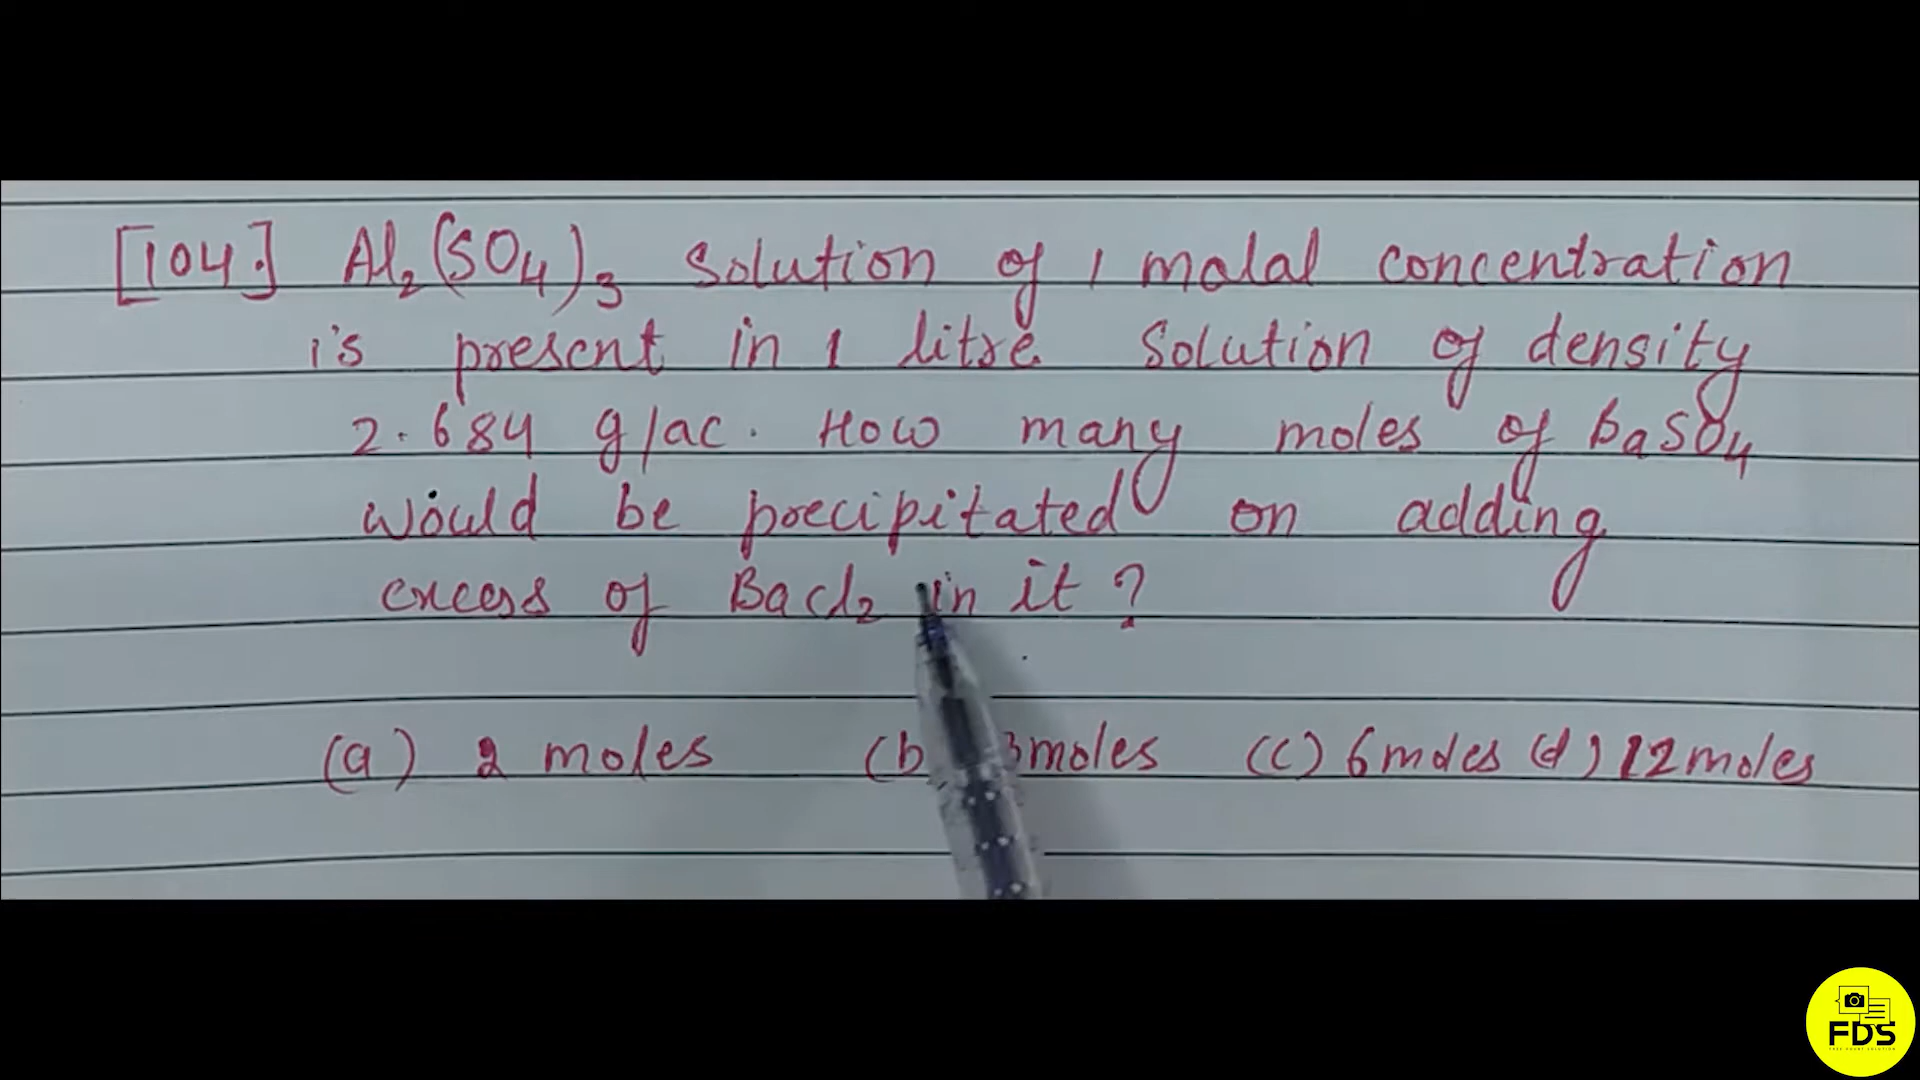 [104.] Al₂(SO₄)₃ Solution of 1 molal concentration
is present in 1 litre Solution of density
2.684 g/cc. How many moles of BaSO₄
would be precipitated on adding
excess of BaCl₂ in it?
(a) 2 moles (b 3moles (c) 6 moles (d) 12 moles
FDS